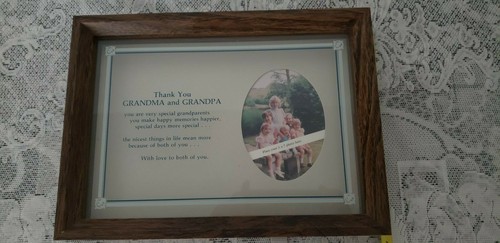 Thank You
GRANDMA and GRANDPA
you are very special grandparents
you make happy memories happier,
special days more special . .
the nicest things in life mean more
because of both of you . .
With love to both of you.